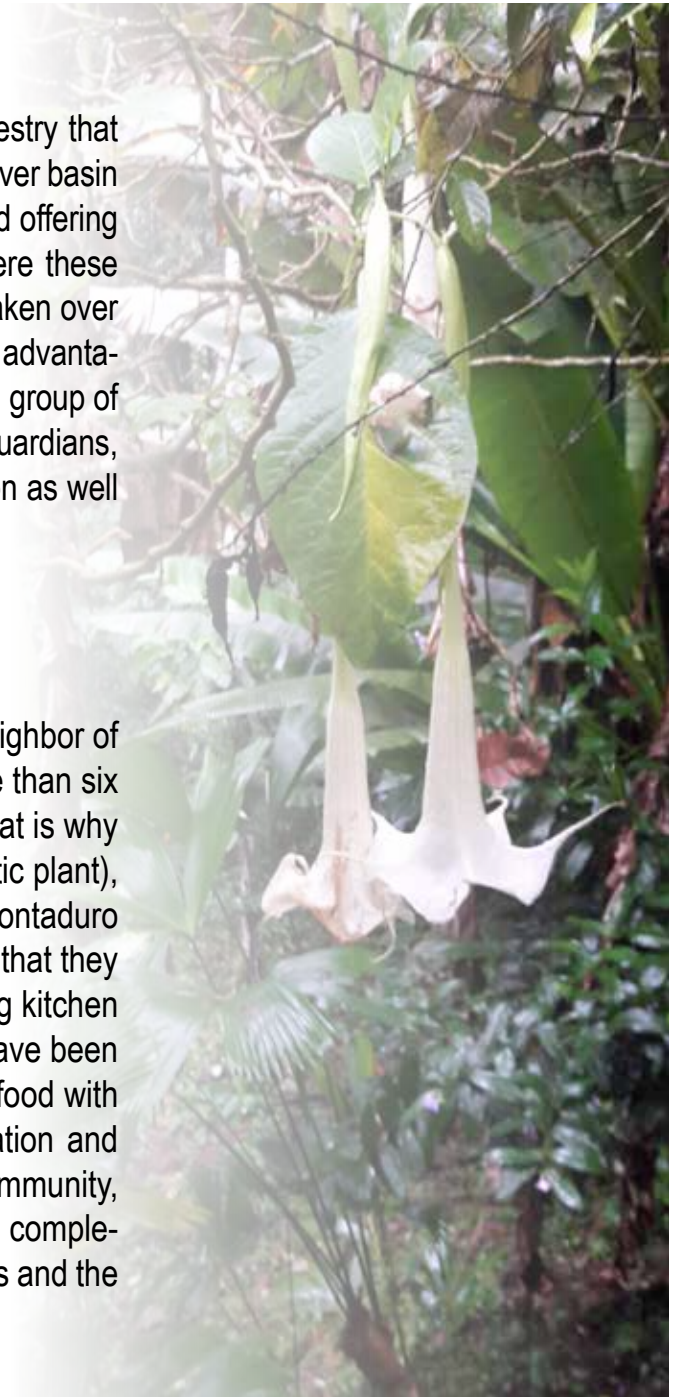 estry that
ver basin
d offering
ere these
aken over
advanta-
group of
uardians,
n as well
ighbor of
e than six
at is why
tic plant),
ontaduro
that they
g kitchen
ave been
food with
ation and
mmunity,
comple-
s and the